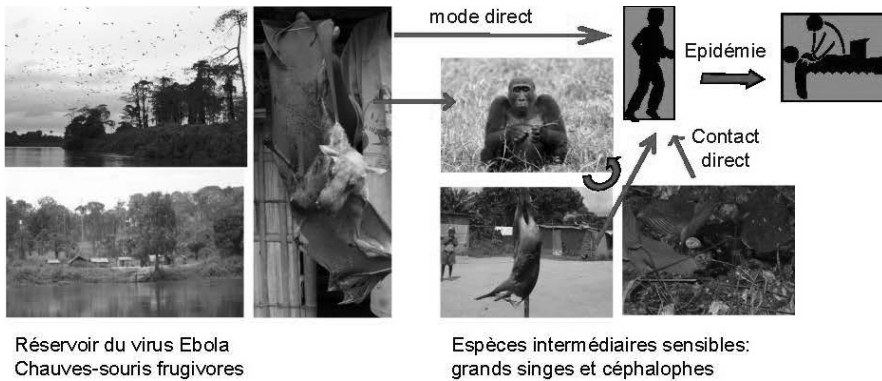 mode direct
Epidémie
Contact
direct
Réservoir du virus Ebola
Chauves-souris frugivores
Espèces intermédiaires sensibles:
grands singes et céphalophes